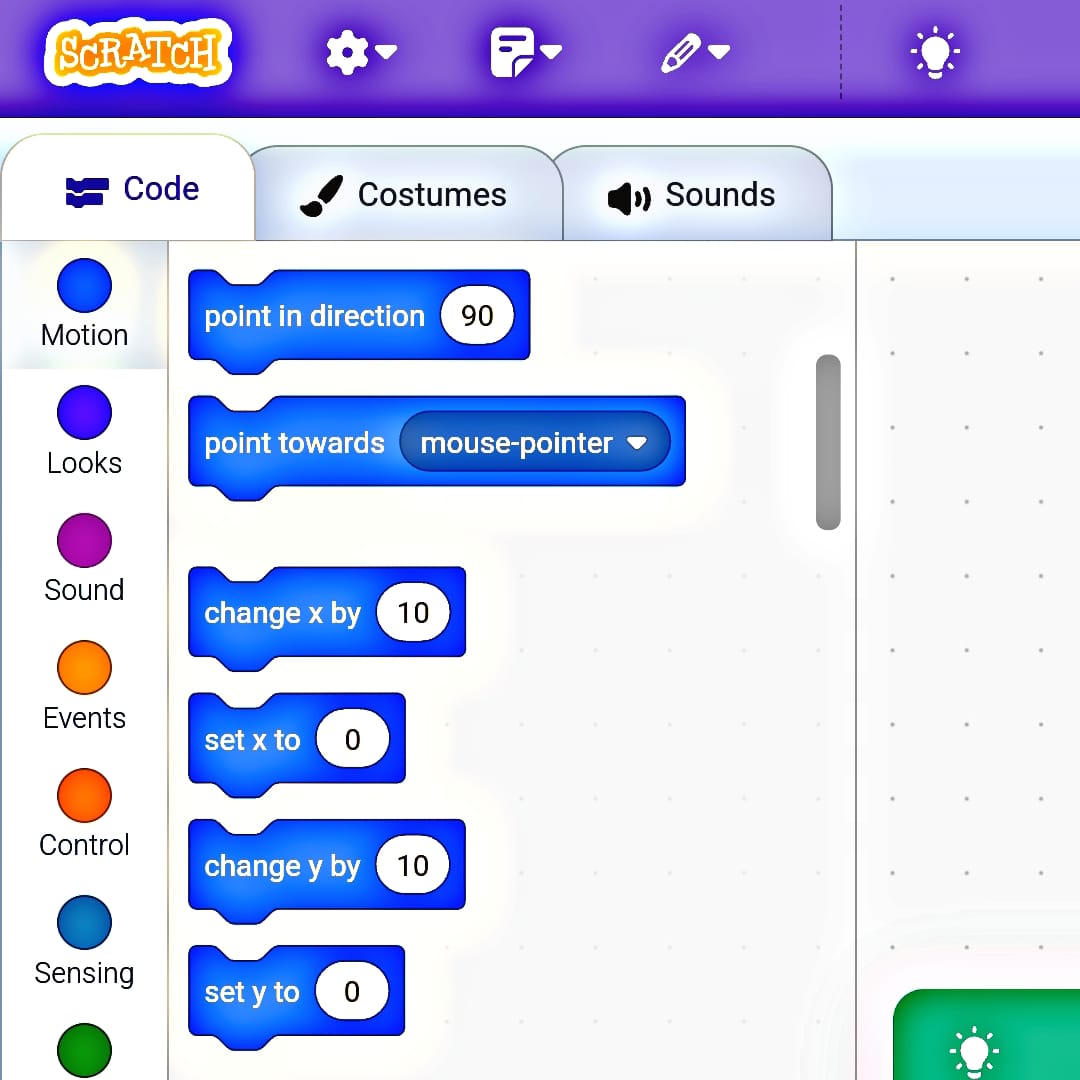 SCRATCH
Code
Costumes
Sounds
Motion
Looks
Sound
Events
Control
Sensing
point in direction 90
point towards mouse-pointer
change x by 10
set x to 0
change y by 10
set y to 0